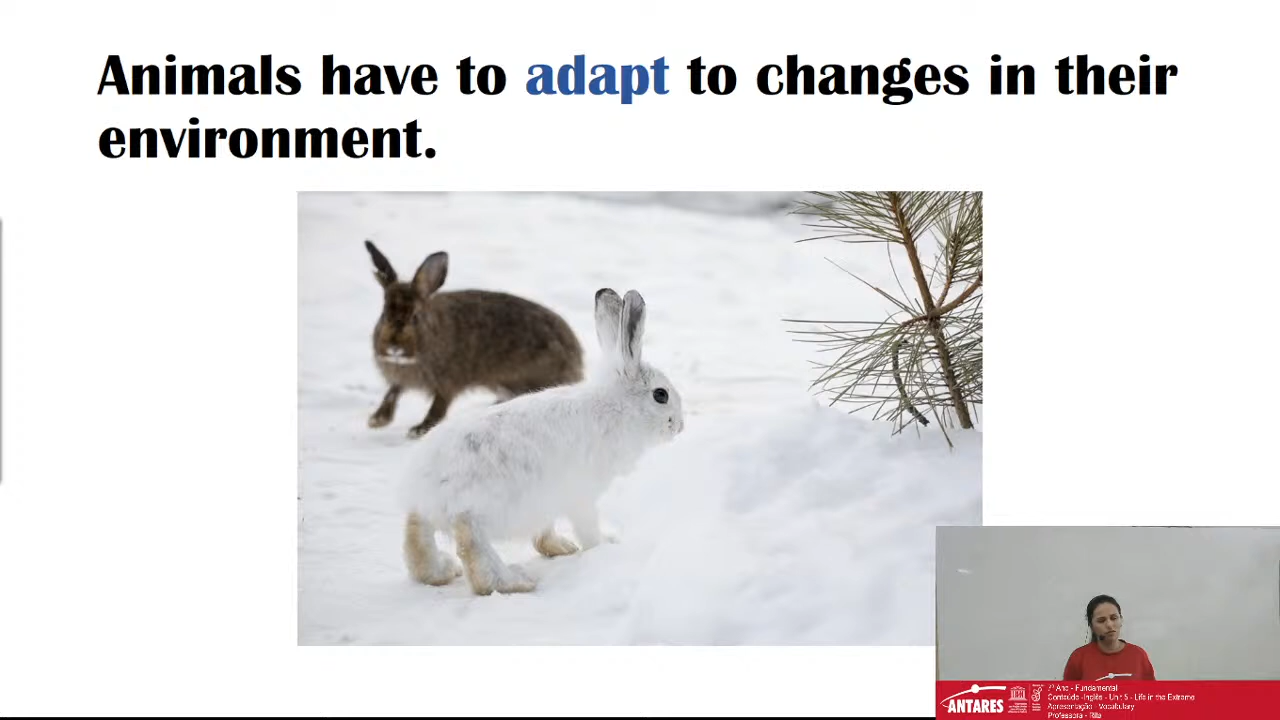 Animals have to adapt to changes in their
environment.
ANTARES
7º Ano - Fundamental
Conteúdo - Inglês - Unit 5 - Life in the Extreme
Apresentação - Vocabulary
Professora - Rita